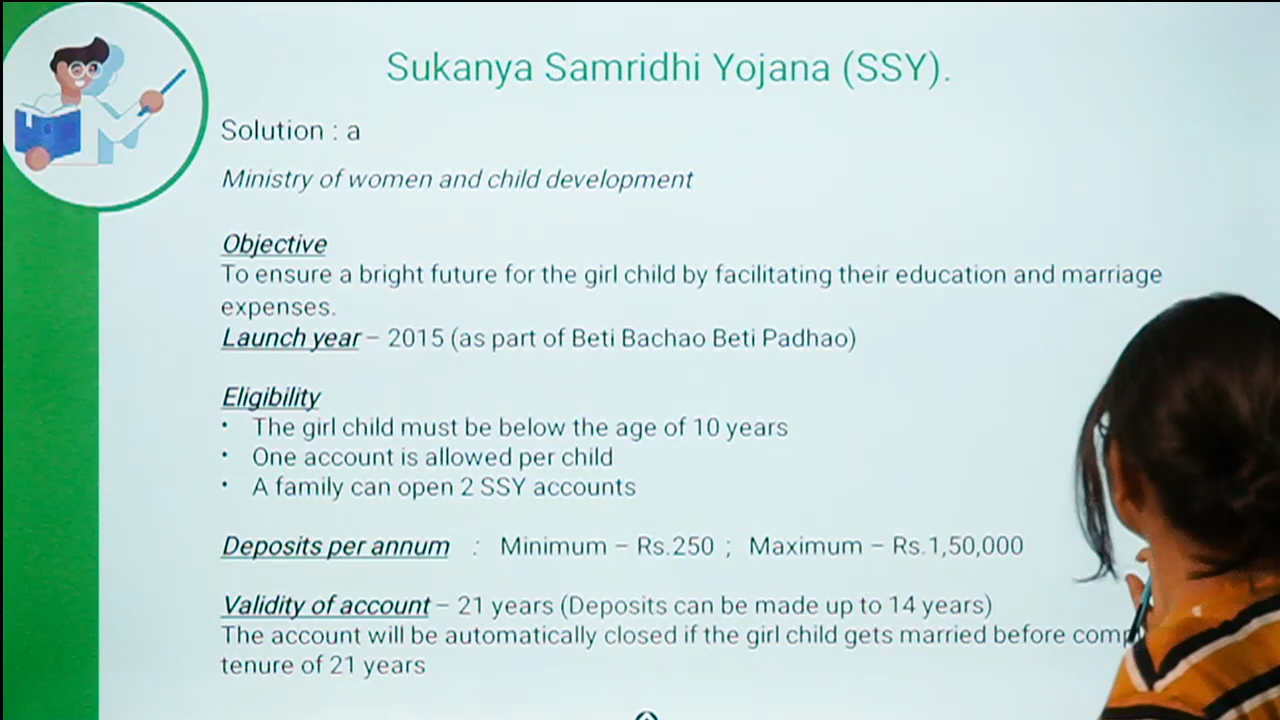 Sukanya Samridhi Yojana (SSY).
Solution : a
Ministry of women and child development
Objective
To ensure a bright future for the girl child by facilitating their education and marriage
expenses.
Launch year – 2015 (as part of Beti Bachao Beti Padhao)
Eligibility
• The girl child must be below the age of 10 years
• One account is allowed per child
• A family can open 2 SSY accounts
Deposits per annum : Minimum – Rs.250 ; Maximum – Rs.1,50,000
Validity of account – 21 years (Deposits can be made up to 14 years)
The account will be automatically closed if the girl child gets married before
tenure of 21 years